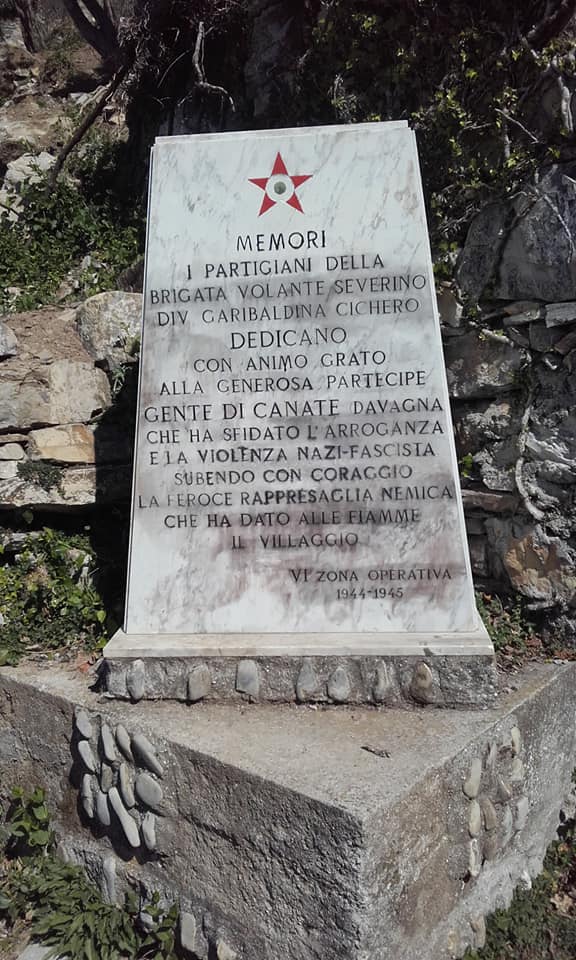 MEMORI
I PARTIGIANI DELLA
BRIGATA VOLANTE SEVERINO
DIV GARIBALDINA CICHERO
DEDICANO
CON ANIMO GRATO
ALLA GENEROSA PARTECIPE
GENTE DI CANATE DAVAGNA
CHE HA SFIDATO L'ARROGANZA
E LA VIOLENZA NAZI-FASCISTA
SUBENDO CON CORAGGIO
LA FEROCE RAPPRESAGLIA NEMICA
CHE HA DATO ALLE FIAMME
IL VILLAGGIO
VI ZONA OPERATIVA
1944-1945